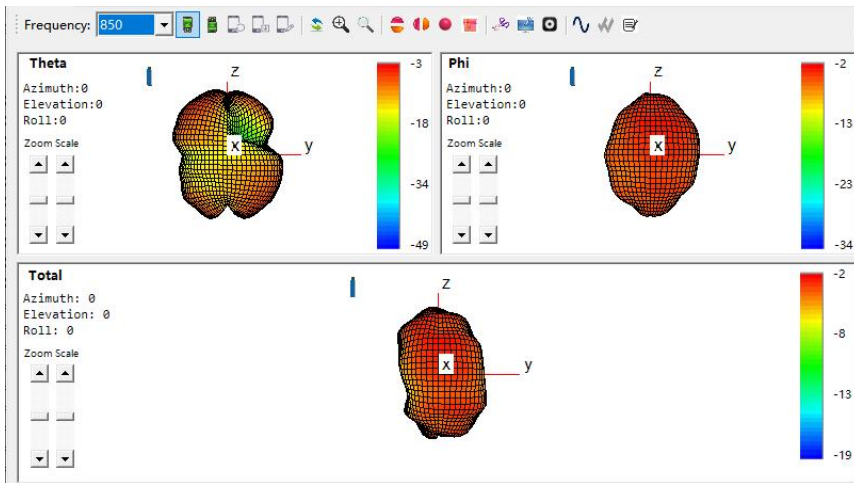 Frequency: 850
Theta
Azimuth:0
Elevation:0
Roll:0
Zoom Scale
z
x
y
-3
-18
-34
-49
Phi
Azimuth:0
Elevation:0
Roll:0
Zoom Scale
z
x
y
-2
-13
-23
-34
Total
Azimuth: 0
Elevation: 0
Roll: 0
Zoom Scale
z
x
y
-2
-8
-13
-19